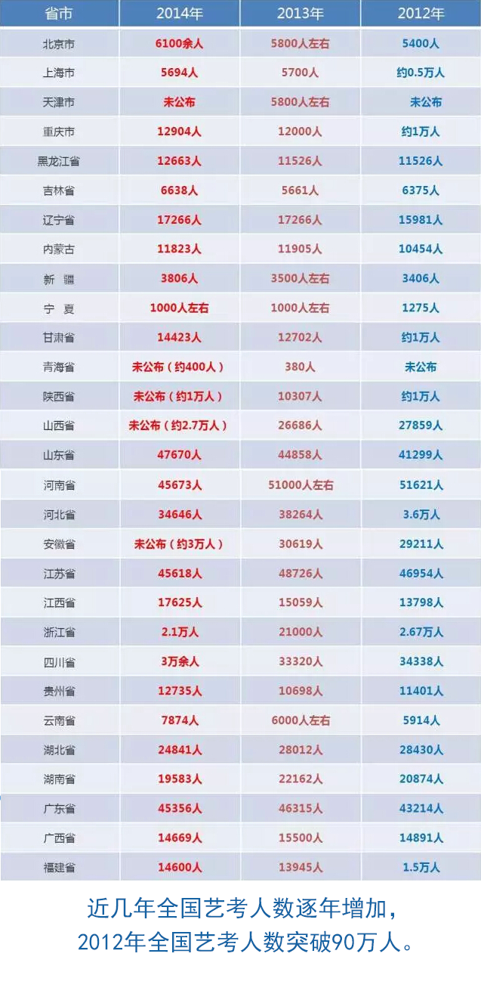 省市 2014年 2013年 2012年
北京市 6100余人 5800人左右 5400人
上海市 5694人 5700人 约0.5万人
天津市 未公布 5800人左右 未公布
重庆市 12904人 12000人 约1万人
黑龙江省 12663人 11526人 11526人
吉林省 6638人 5661人 6375人
辽宁省 17266人 17266人 15981人
内蒙古 11823人 11905人 10454人
新 疆 3806人 3500人左右 3406人
宁 夏 1000人左右 1000人左右 1275人
甘肃省 14423人 12702人 约1万人
青海省 未公布（约400人） 380人 未公布
陕西省 未公布（约1万人） 10307人 约1万人
山西省 未公布（约2.7万人） 26686人 27859人
山东省 47670人 44858人 41299人
河南省 45673人 51000人左右 51621人
河北省 34646人 38264人 3.6万人
安徽省 未公布（约3万人） 30619人 29211人
江苏省 45618人 48726人 46954人
江西省 17625人 15059人 13798人
浙江省 2.1万人 21000人 2.67万人
四川省 3万余人 33320人 34338人
贵州省 12735人 10698人 11401人
云南省 7874人 6000人左右 5914人
湖北省 24841人 28012人 28430人
湖南省 19583人 22162人 20874人
广东省 45356人 46315人 43214人
广西省 14669人 15500人 14891人
福建省 14600人 13945人 1.5万人
近几年全国艺考人数逐年增加，
2012年全国艺考人数突破90万人。